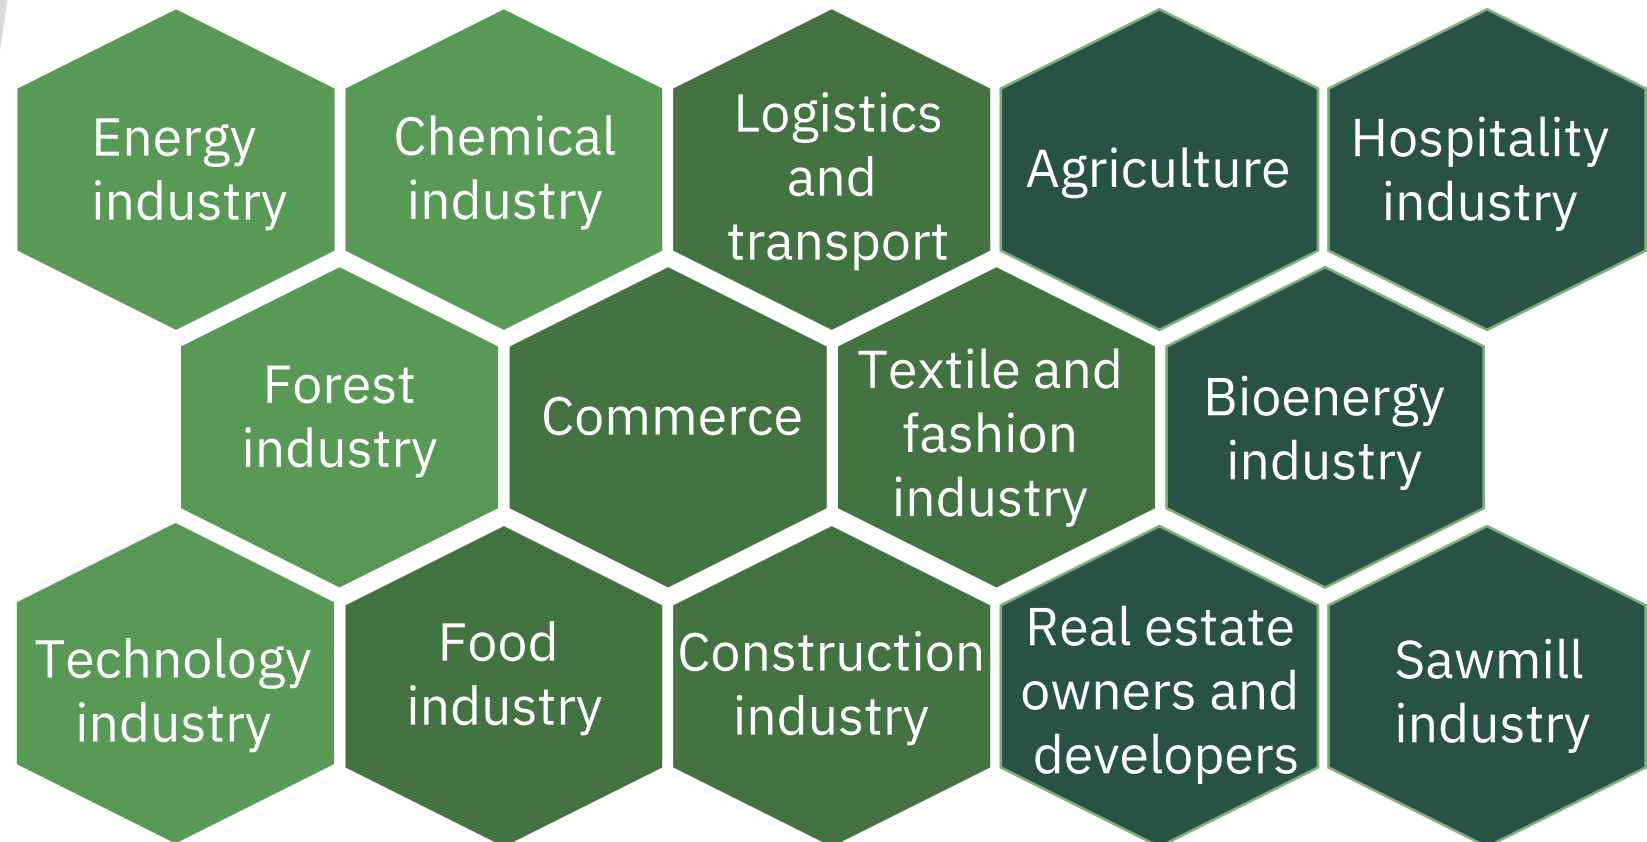 Energy
industry
Chemical
industry
Logistics
and
transport
Agriculture
Hospitality
industry
Forest
industry
Commerce
Textile and
fashion
industry
Bioenergy
industry
Technology
industry
Food
industry
Construction
industry
Real estate
owners and
developers
Sawmill
industry